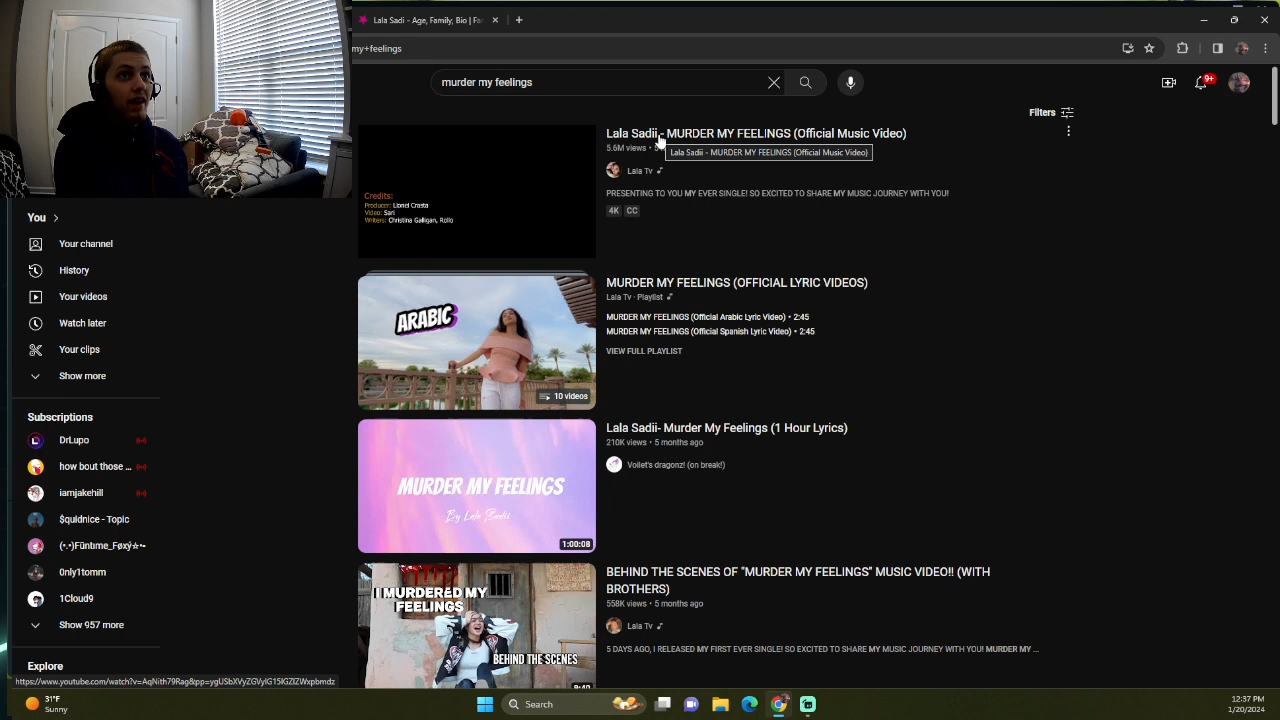 Lala Sadi - Age, Family, Bio | Fa
my+feelings
murder my feelings
9+
Filters
Lala Sadii - MURDER MY FEELINGS (Official Music Video)
5.6M views •
Lala Sadii - MURDER MY FEELINGS (Official Music Video)
Lala Tv
PRESENTING TO YOU MY EVER SINGLE! SO EXCITED TO SHARE MY MUSIC JOURNEY WITH YOU!
4K CC
Credits:
Producer: Lionel Crasta
Video: Sari
Writers: Christina Galligan, Rollo
You
Your channel
History
Your videos
Watch later
Your clips
Show more
ARABIC
10 videos
MURDER MY FEELINGS (OFFICIAL LYRIC VIDEOS)
Lala Tv · Playlist
MURDER MY FEELINGS (Official Arabic Lyric Video) • 2:45
MURDER MY FEELINGS (Official Spanish Lyric Video) • 2:45
VIEW FULL PLAYLIST
Subscriptions
DrLupo
how bout those ...
iamjakehill
$quidnice - Topic
0nly1tomm
1Cloud9
Show 957 more
Explore
MURDER MY FEELINGS
By Lala Sadii
1:00:08
Lala Sadii- Murder My Feelings (1 Hour Lyrics)
210K views • 5 months ago
Voilet's dragonz! (on break!)
I MURDERED MY
FEELINGS
BEHIND THE SCENES
BEHIND THE SCENES OF "MURDER MY FEELINGS" MUSIC VIDEO!! (WITH
BROTHERS)
558K views • 5 months ago
Lala Tv
5 DAYS AGO, I RELEASED MY FIRST EVER SINGLE! SO EXCITED TO SHARE MY MUSIC JOURNEY WITH YOU! MURDER MY ...
31°F
Sunny
Search
12:37 PM
1/20/2024